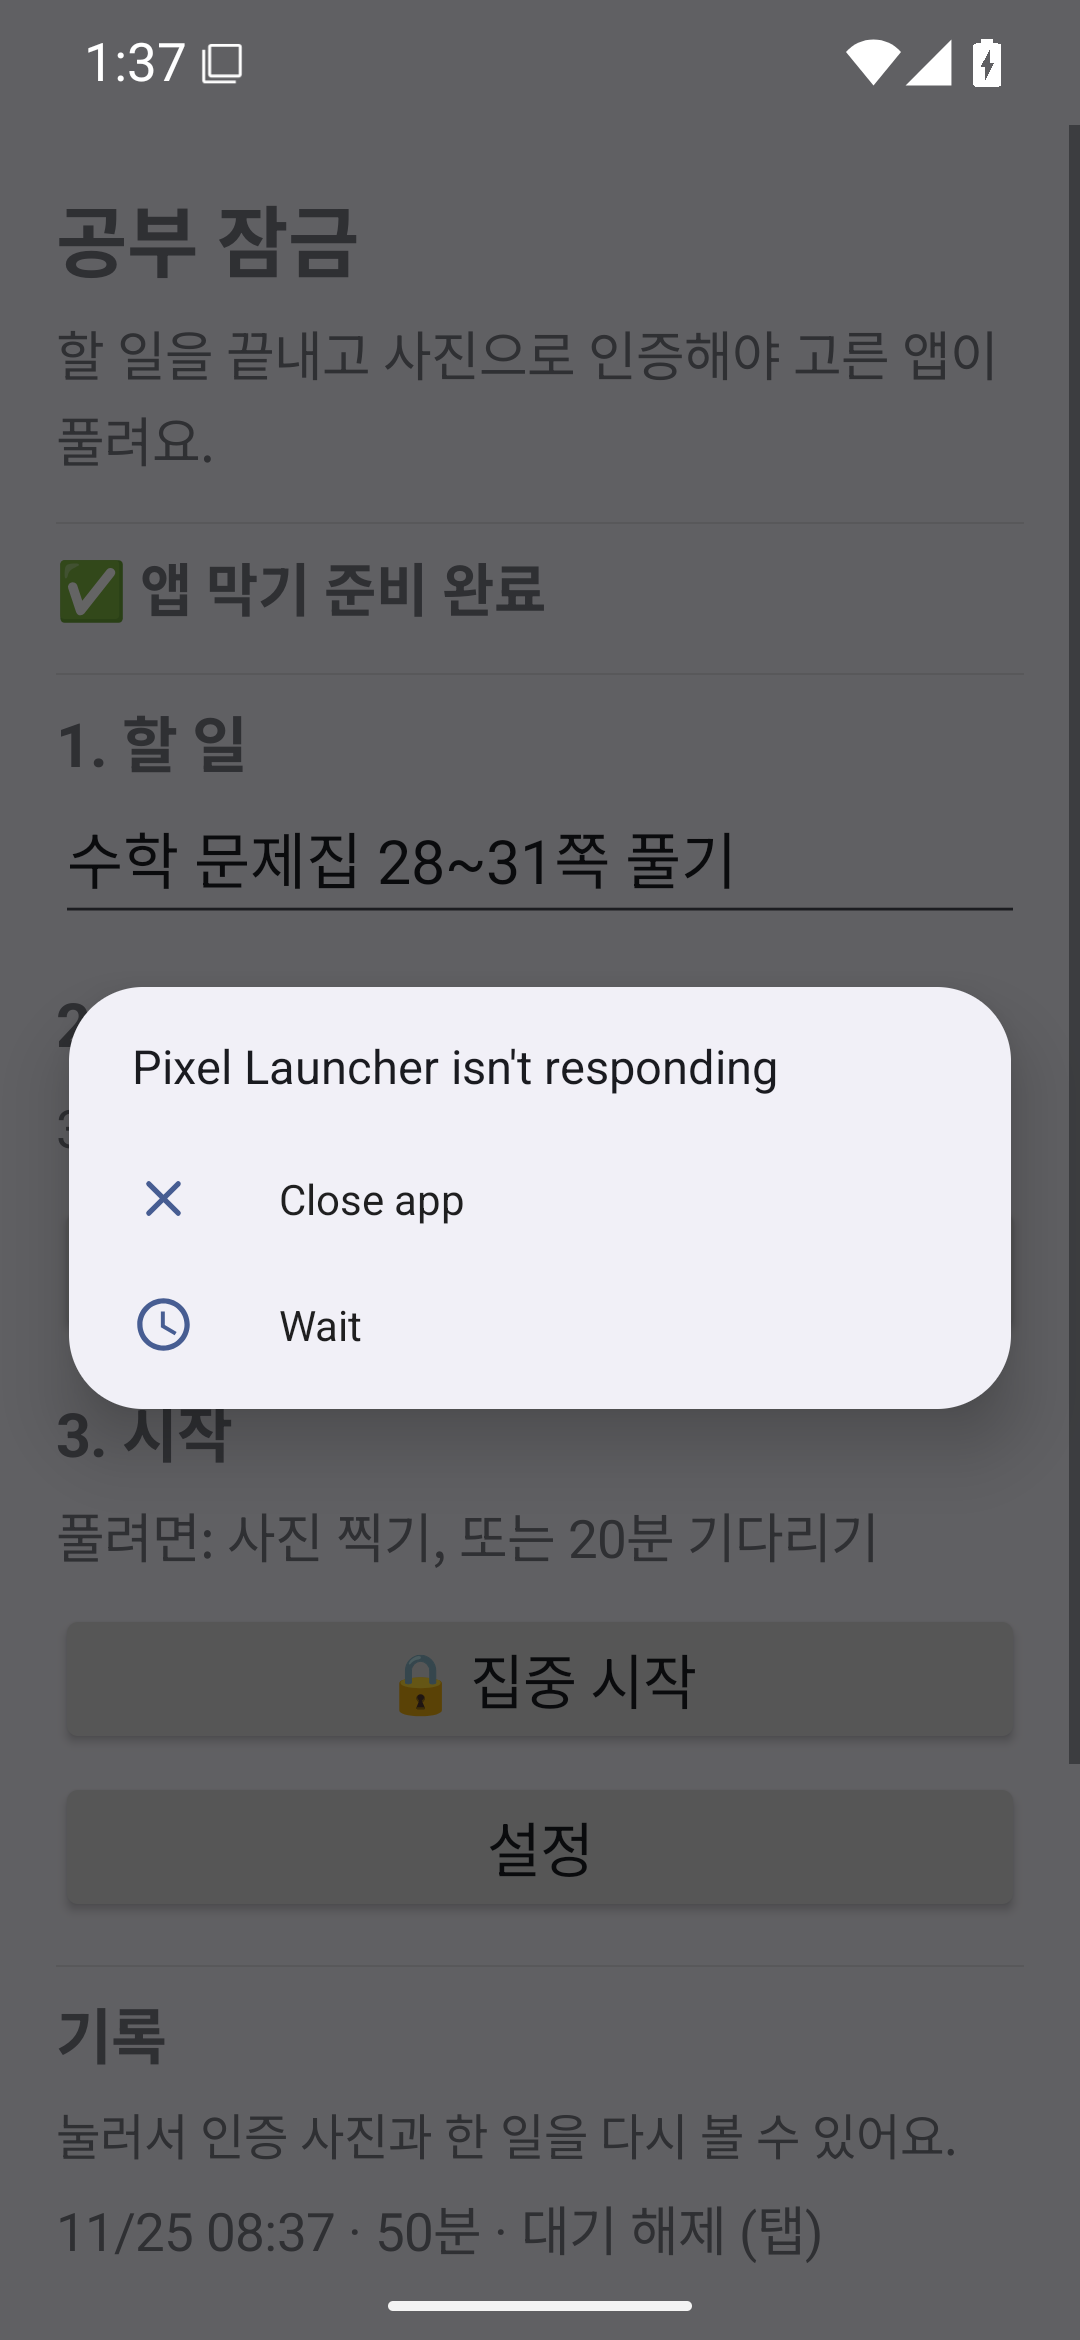 1:37
공부 잠금
할 일을 끝내고 사진으로 인증해야 고른 앱이
풀려요.
✅ 앱 막기 준비 완료
1. 할 일
수학 문제집 28~31쪽 풀기
Pixel Launcher isn't responding
Close app
Wait
3. 시작
풀려면: 사진 찍기, 또는 20분 기다리기
🔒 집중 시작
설정
기록
눌러서 인증 사진과 한 일을 다시 볼 수 있어요.
11/25 08:37 · 50분 · 대기 해제 (탭)